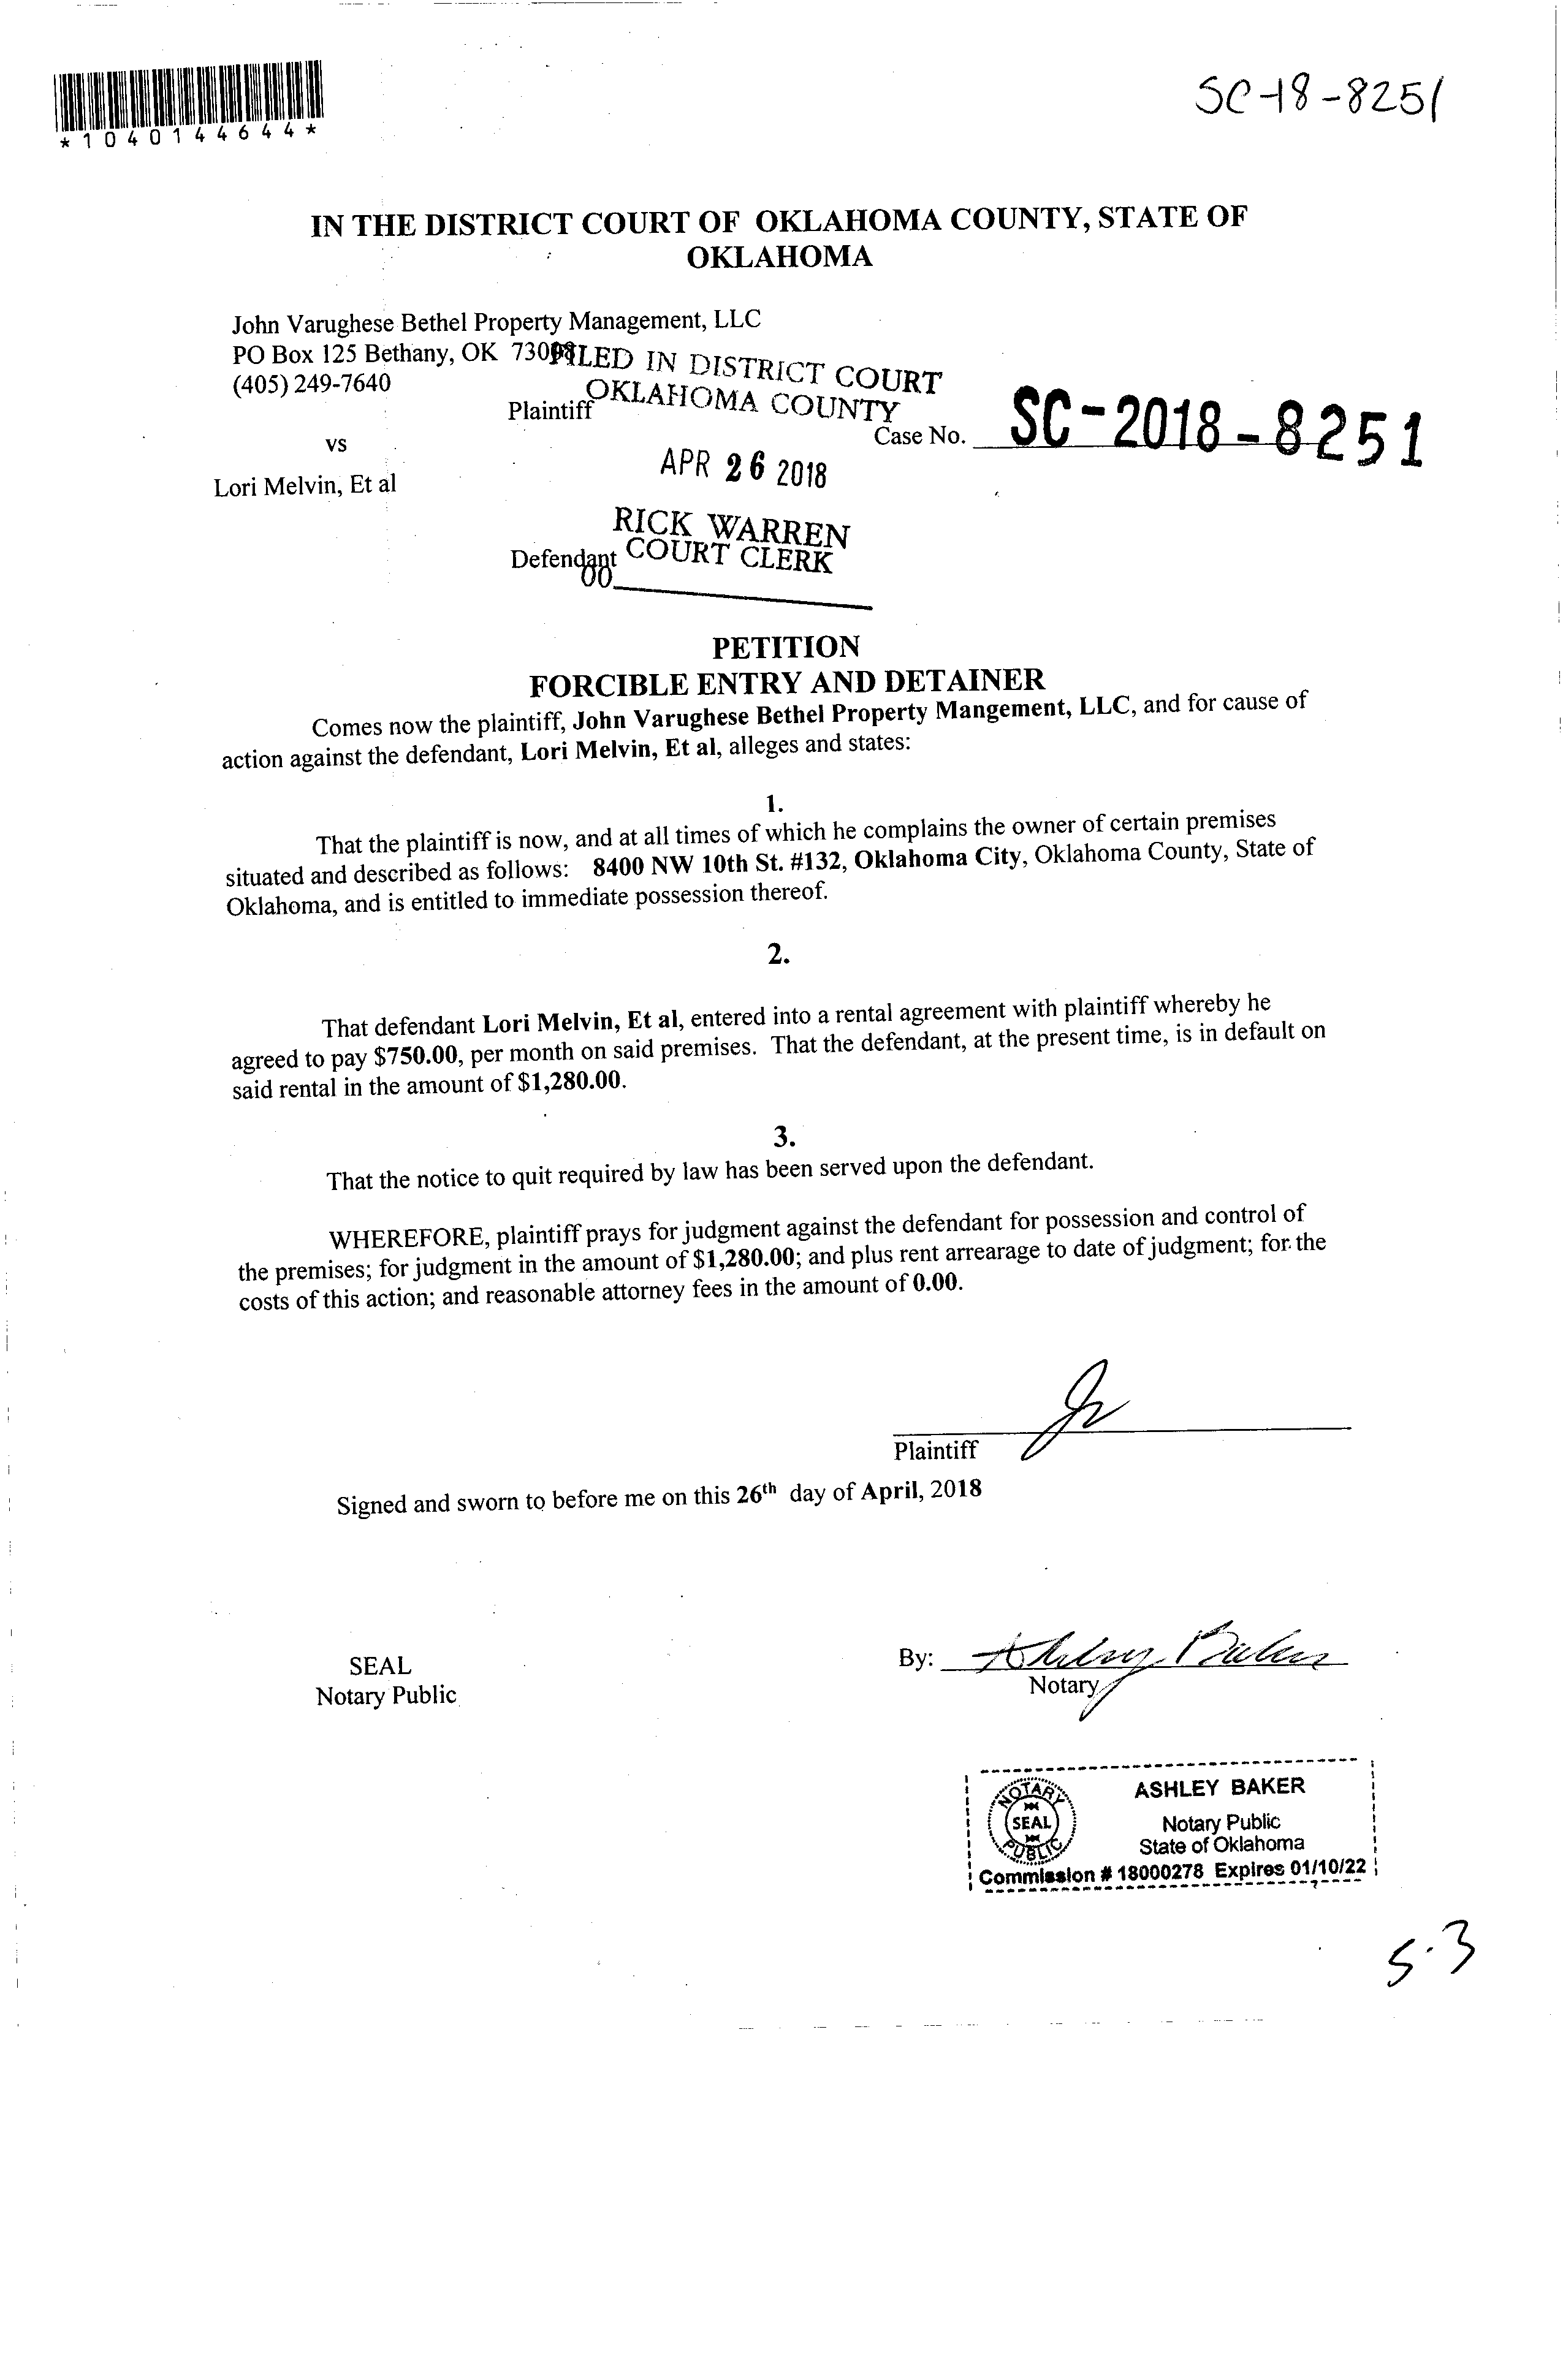 *1040144644*
SC-18-8251
IN THE DISTRICT COURT OF OKLAHOMA COUNTY, STATE OF
OKLAHOMA
John Varughese Bethel Property Management, LLC
PO Box 125 Bethany, OK
(405) 249-7640
FILED IN DISTRICT COURT
OKLAHOMA COUNTY
Plaintiff
Case No. SC-2018-8251
vs
APR 26 2018
Lori Melvin, Et al
RICK WARREN
COURT CLERK
Defendant
PETITION
FORCIBLE ENTRY AND DETAINER
Comes now the plaintiff, John Varughese Bethel Property Mangement, LLC, and for cause of
action against the defendant, Lori Melvin, Et al, alleges and states:
1.
That the plaintiff is now, and at all times of which he complains the owner of certain premises
situated and described as follows: 8400 NW 10th St. #132, Oklahoma City, Oklahoma County, State of
Oklahoma, and is entitled to immediate possession thereof.
2.
That defendant Lori Melvin, Et al, entered into a rental agreement with plaintiff whereby he
agreed to pay $750.00, per month on said premises. That the defendant, at the present time, is in default on
said rental in the amount of $1,280.00.
3.
That the notice to quit required by law has been served upon the defendant.
WHEREFORE, plaintiff prays for judgment against the defendant for possession and control of
the premises; for judgment in the amount of $1,280.00; and plus rent arrearage to date of judgment; for the
costs of this action; and reasonable attorney fees in the amount of 0.00.
Plaintiff
Signed and sworn to before me on this 26th day of April, 2018
SEAL
Notary Public
By: Ashley Baker
Notary
NOTARY
SEAL
PUBLIC
ASHLEY BAKER
Notary Public
State of Oklahoma
Commission # 18000278 Expires 01/10/22
5.3